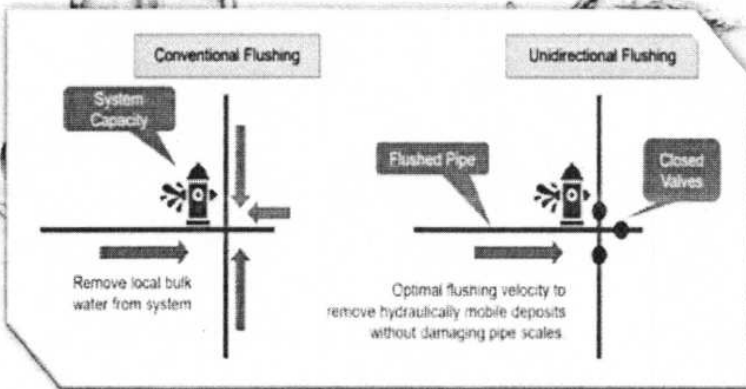 Conventional Flushing
System
Capacity
Remove local bulk
water from system
Unidirectional Flushing
Flushed Pipe
Closed
Valves
Optimal flushing velocity to
remove hydraulically mobile deposits
without damaging pipe scales